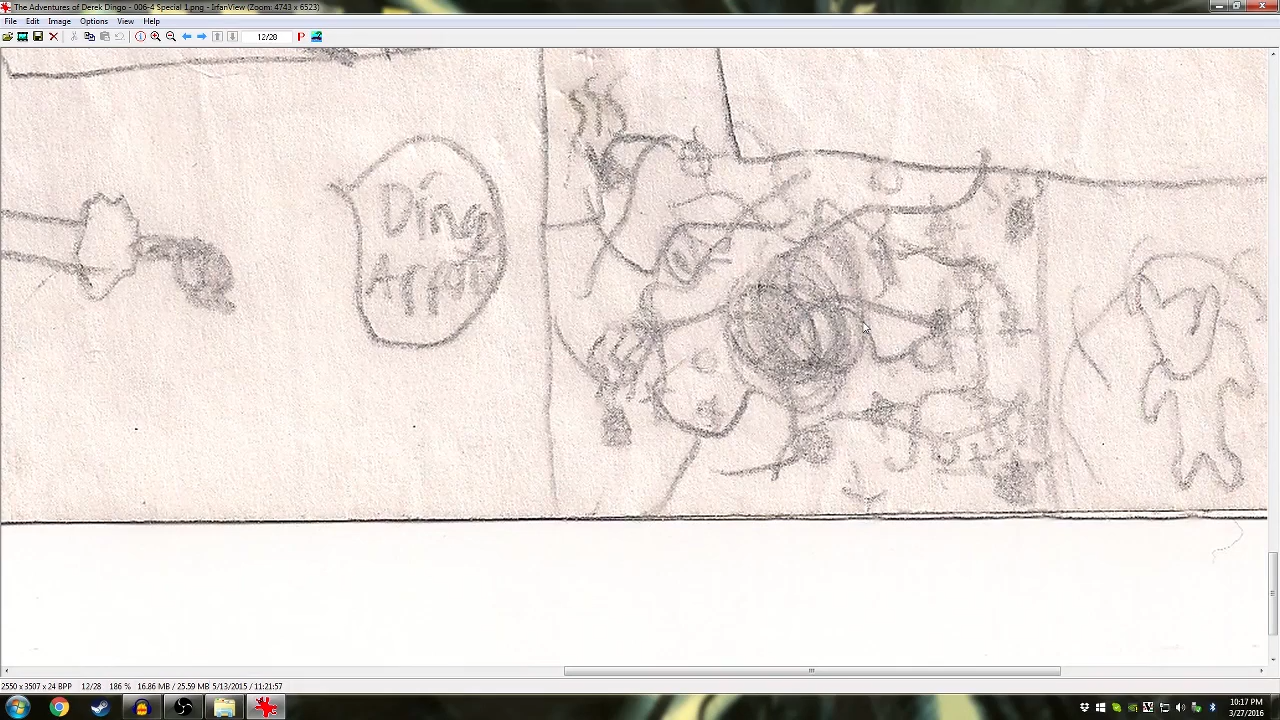 The Adventures of Derek Dingo - 006-4 Special 1.png - IrfanView (Zoom: 4743 x 6523)
File Edit Image Options View Help
12/28
Ding
2550 x 3507 x 24 BPP 12/28 186 % 16.86 MB / 25.59 MB 5/13/2015 / 11:21:57
10:17 PM
3/27/2016